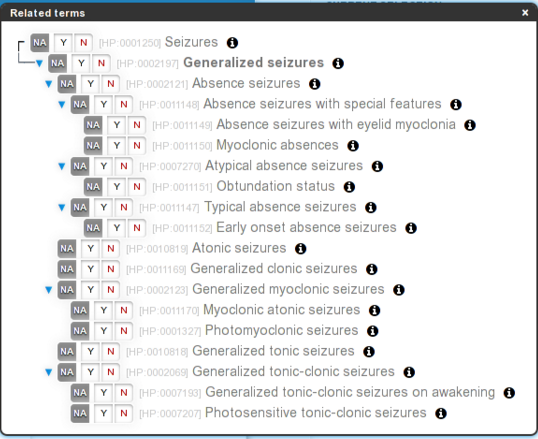 Related terms ×
NA Y N [HP:0001250] Seizures
NA Y N [HP:0002197] Generalized seizures
NA Y N [HP:0002121] Absence seizures
NA Y N [HP:0011148] Absence seizures with special features
NA Y N [HP:0011149] Absence seizures with eyelid myoclonia
NA Y N [HP:0011150] Myoclonic absences
NA Y N [HP:0007270] Atypical absence seizures
NA Y N [HP:0011151] Obtundation status
NA Y N [HP:0011147] Typical absence seizures
NA Y N [HP:0011152] Early onset absence seizures
NA Y N [HP:0010819] Atonic seizures
NA Y N [HP:0011169] Generalized clonic seizures
NA Y N [HP:0002123] Generalized myoclonic seizures
NA Y N [HP:0011170] Myoclonic atonic seizures
NA Y N [HP:0001327] Photomyoclonic seizures
NA Y N [HP:0010818] Generalized tonic seizures
NA Y N [HP:0002069] Generalized tonic-clonic seizures
NA Y N [HP:0007193] Generalized tonic-clonic seizures on awakening
NA Y N [HP:0007207] Photosensitive tonic-clonic seizures